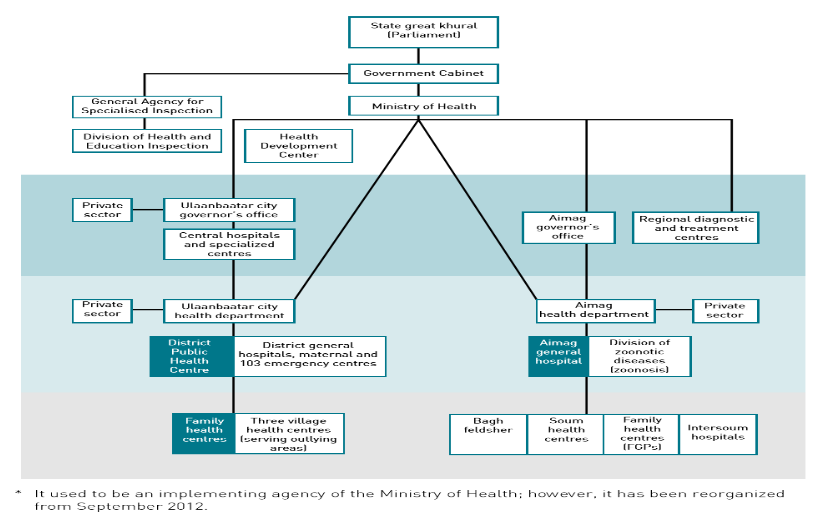 State great khural
(Parliament)
Government Cabinet
General Agency for
Specialised Inspection
Ministry of Health
Division of Health and
Education Inspection
Health
Development
Center
Private
sector
Ulaanbaatar city
governor's office
Central hospitals
and specialized
centres
Aimag
governor's
office
Regional diagnostic
and treatment
centres
Private
sector
Ulaanbaatar city
health department
Aimag
health department
Private
sector
District
Public
Health
Centre
District general
hospitals, maternal and
103 emergency centres
Aimag
general
hospital
Division of
zoonotic
diseases
(zoonosis)
Family
health
centres
Three village
health centres
(serving outlying
areas)
Bagh
feldsher
Soum
health
centres
Family
health
centres
(FGPs)
Intersoum
hospitals
* It used to be an implementing agency of the Ministry of Health; however, it has been reorganized
from September 2012.